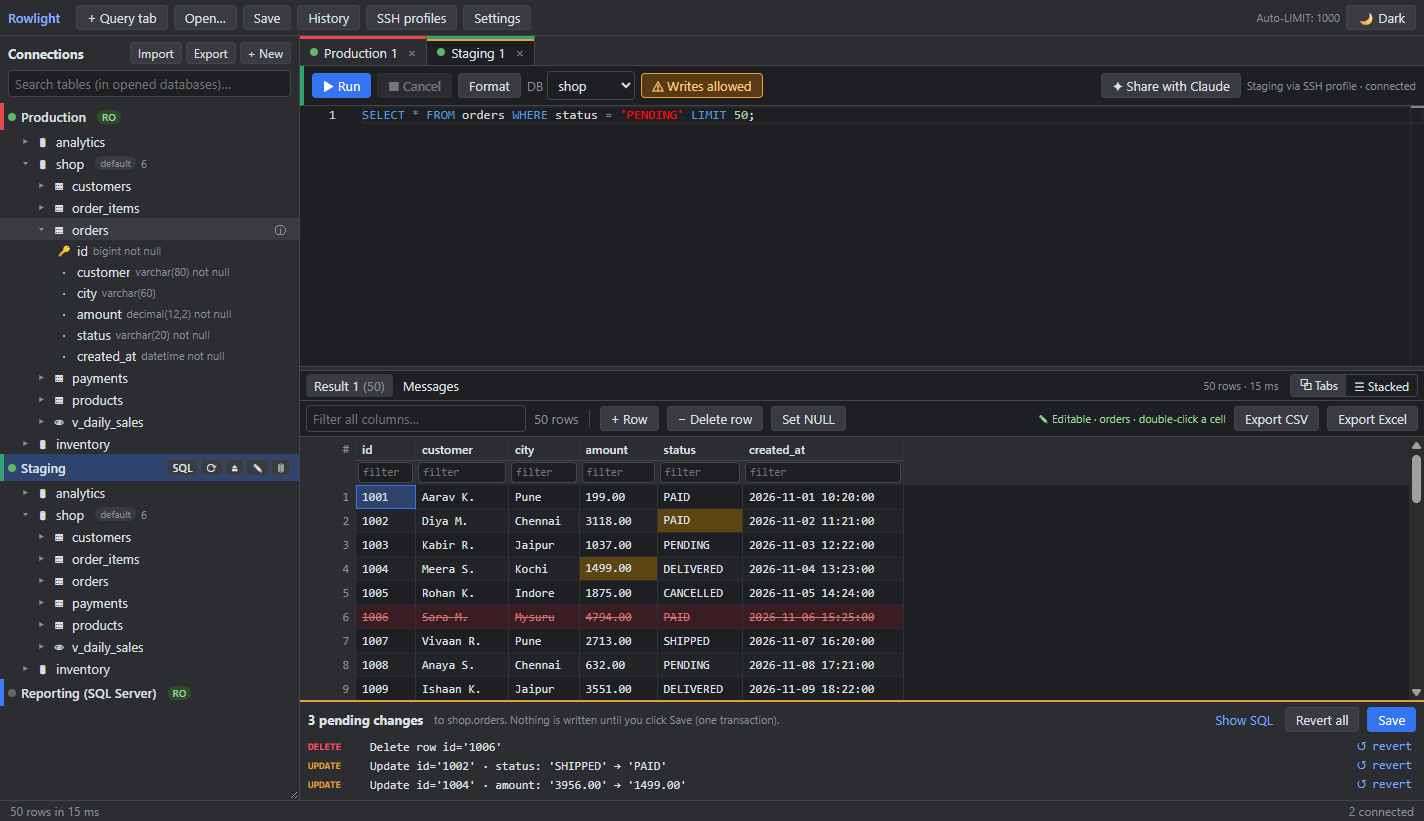 Rowlight + Query tab Open... Save History SSH profiles Settings Auto-LIMIT: 1000 🌙 Dark
Connections Import Export + New
Search tables (in opened databases)...
Production RO
analytics
shop default 6
customers
order_items
orders ⓘ
id bigint not null
customer varchar(80) not null
city varchar(60)
amount decimal(12,2) not null
status varchar(20) not null
created_at datetime not null
payments
products
v_daily_sales
inventory
Staging SQL
analytics
shop default 6
customers
order_items
orders
payments
products
v_daily_sales
inventory
Reporting (SQL Server) RO
Production 1 × Staging 1 ×
▶ Run ■ Cancel Format DB shop ⚠ Writes allowed ✦ Share with Claude Staging via SSH profile · connected
1 SELECT * FROM orders WHERE status = 'PENDING' LIMIT 50;
Result 1 (50) Messages 50 rows · 15 ms Tabs ☰ Stacked
Filter all columns... 50 rows + Row − Delete row Set NULL ✎ Editable · orders · double-click a cell Export CSV Export Excel
# id customer city amount status created_at
filter filter filter filter filter filter
1 1001 Aarav K. Pune 199.00 PAID 2026-11-01 10:20:00
2 1002 Diya M. Chennai 3118.00 PAID 2026-11-02 11:21:00
3 1003 Kabir R. Jaipur 1037.00 PENDING 2026-11-03 12:22:00
4 1004 Meera S. Kochi 1499.00 DELIVERED 2026-11-04 13:23:00
5 1005 Rohan K. Indore 1875.00 CANCELLED 2026-11-05 14:24:00
6 1006 Sara M. Mysuru 4794.00 PAID 2026-11-06 15:25:00
7 1007 Vivaan R. Pune 2713.00 SHIPPED 2026-11-07 16:20:00
8 1008 Anaya S. Chennai 632.00 PENDING 2026-11-08 17:21:00
9 1009 Ishaan K. Jaipur 3551.00 DELIVERED 2026-11-09 18:22:00
3 pending changes to shop.orders. Nothing is written until you click Save (one transaction). Show SQL Revert all Save
DELETE Delete row id='1006' ↺ revert
UPDATE Update id='1002' · status: 'SHIPPED' → 'PAID' ↺ revert
UPDATE Update id='1004' · amount: '3956.00' → '1499.00' ↺ revert
50 rows in 15 ms 2 connected